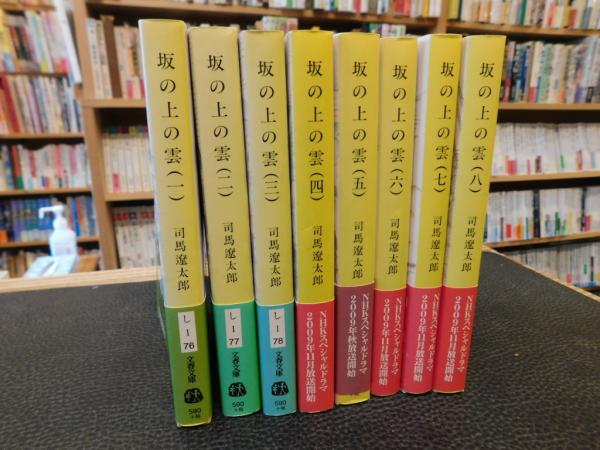 坂の上の雲(一)
司馬遼太郎
し-1
76
文春文庫
590
+税
坂の上の雲(二)
司馬遼太郎
し-1
77
文春文庫
590
+税
坂の上の雲(三)
司馬遼太郎
し-1
78
文春文庫
590
+税
坂の上の雲(四)
司馬遼太郎
NHKスペシャルドラマ
2009年11月放送開始
坂の上の雲(五)
司馬遼太郎
NHKスペシャルドラマ
2009年秋放送開始
坂の上の雲(六)
司馬遼太郎
NHKスペシャルドラマ
2009年11月放送開始
坂の上の雲(七)
司馬遼太郎
NHKスペシャルドラマ
2009年11月放送開始
坂の上の雲(八)
司馬遼太郎
NHKスペシャルドラマ
2009年11月放送開始